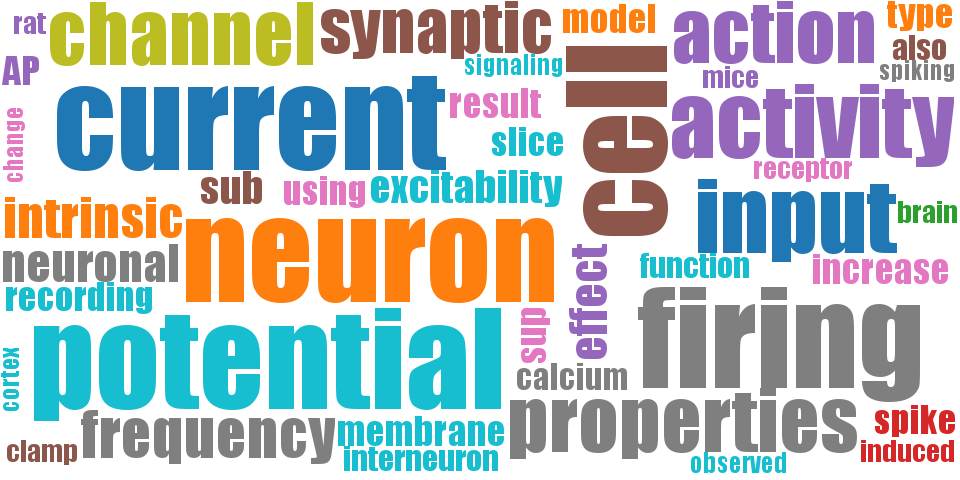 rat
channel
synaptic
model
action
type
also
AP
signaling
cell
mice
spiking
current
result
activity
change
slice
receptor
sub
using
excitability
input
brain
intrinsic
neuron
neuronal
effect
function
increase
recording
potential
sup
firing
cortex
calcium
clamp
frequency
membrane
properties
spike
interneuron
observed
induced